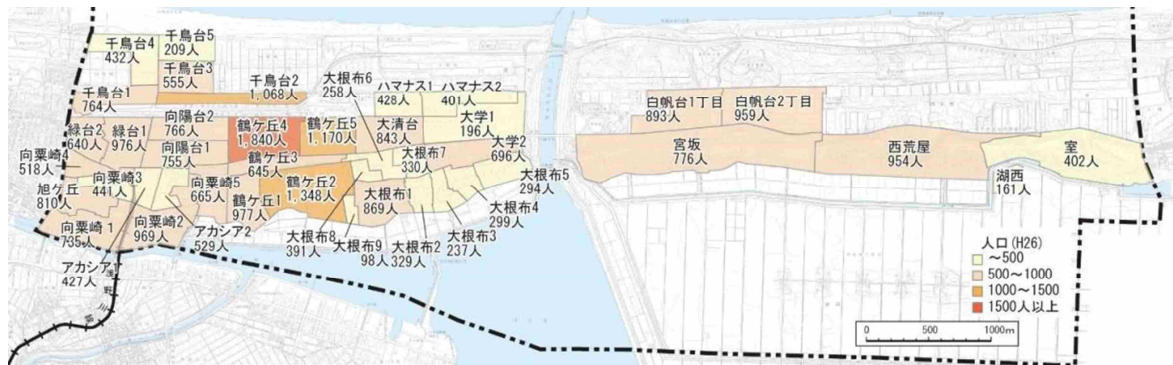 千鳥台4
432人
千鳥台5
209人
千鳥台3
555人
千鳥台2
1,068人
千鳥台1
764人
大根布6
258人
ハマナス1
428人
ハマナス2
401人
向陽台2
766人
鶴ケ丘4
1,840人
鶴ケ丘5
1,170人
大清台
843人
大学1
196人
大学2
696人
白帆台1丁目
893人
白帆台2丁目
959人
緑台2
640人
緑台1
976人
向陽台1
755人
鶴ケ丘3
645人
大根布7
330人
宮坂
776人
西荒屋
954人
室
402人
湖西
161人
向粟崎4
518人
旭ケ丘
810人
向粟崎3
441人
向粟崎5
665人
鶴ケ丘1
977人
鶴ケ丘2
1,348人
大根布1
869人
大根布5
294人
大根布4
299人
大根布3
237人
大根布2
329人
大根布9
98人
大根布8
391人
向粟崎1
735人
向粟崎2
969人
アカシア2
529人
アカシア1
427人
浅野川線
人口(H26)
～500
500～1000
1000～1500
1500人以上
0 500 1000m